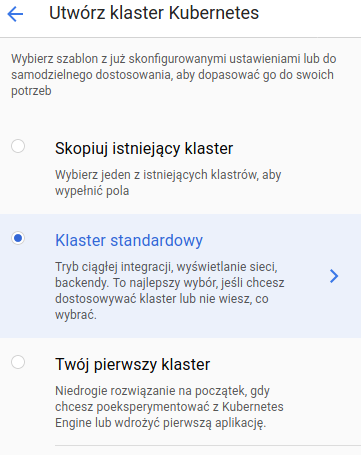 Utwórz klaster Kubernetes
Wybierz szablon z już skonfigurowanymi ustawieniami lub do
samodzielnego dostosowania, aby dopasować go do swoich
potrzeb
Skopiuj istniejący klaster
Wybierz jeden z istniejących klastrów, aby
wypełnić pola
Klaster standardowy
Tryb ciągłej integracji, wyświetlanie sieci,
backendy. To najlepszy wybór, jeśli chcesz
dostosowywać klaster lub nie wiesz, co
wybrać.
Twój pierwszy klaster
Niedrogie rozwiązanie na początek, gdy
chcesz poeksperymentować z Kubernetes
Engine lub wdrożyć pierwszą aplikację.